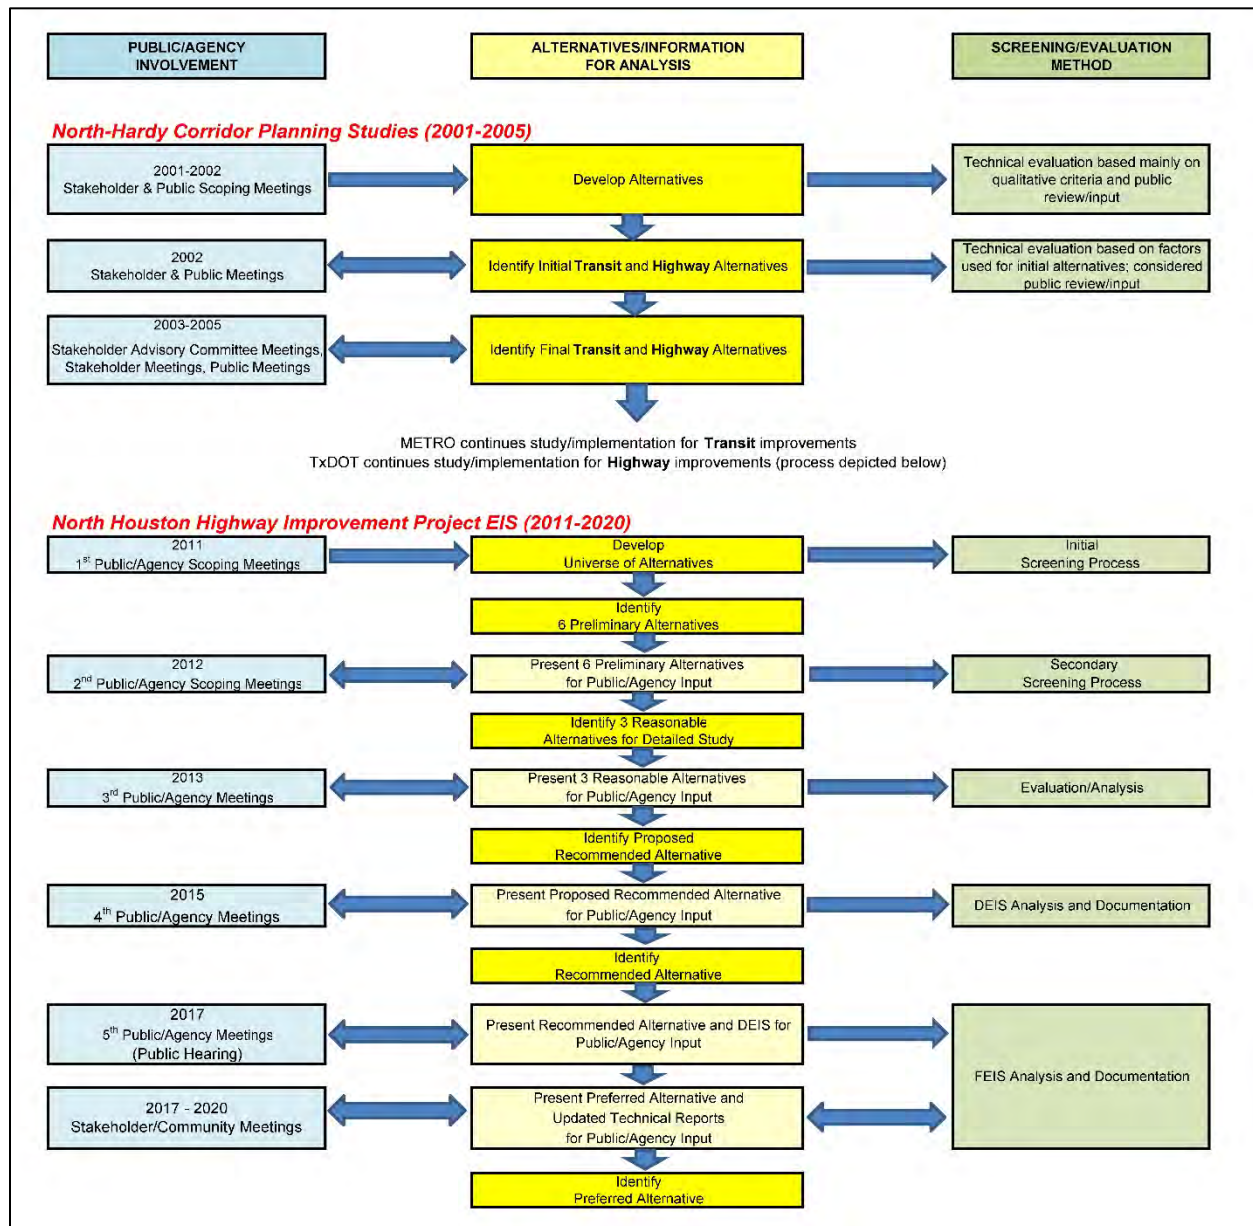 PUBLIC/AGENCY
INVOLVEMENT
ALTERNATIVES/INFORMATION
FOR ANALYSIS
SCREENING/EVALUATION
METHOD
North-Hardy Corridor Planning Studies (2001-2005)
2001-2002
Stakeholder & Public Scoping Meetings
Develop Alternatives
Technical evaluation based mainly on
qualitative criteria and public
review/input
2002
Stakeholder & Public Meetings
Identify Initial Transit and Highway Alternatives
Technical evaluation based on factors
used for initial alternatives; considered
public review/input
2003-2005
Stakeholder Advisory Committee Meetings,
Stakeholder Meetings, Public Meetings
Identify Final Transit and Highway Alternatives
METRO continues study/implementation for Transit improvements
TxDOT continues study/implementation for Highway improvements (process depicted below)
North Houston Highway Improvement Project EIS (2011-2020)
2011
1st Public/Agency Scoping Meetings
Develop
Universe of Alternatives
Initial
Screening Process
Identify
6 Preliminary Alternatives
2012
2nd Public/Agency Scoping Meetings
Present 6 Preliminary Alternatives
for Public/Agency Input
Secondary
Screening Process
Identify 3 Reasonable
Alternatives for Detailed Study
2013
3rd Public/Agency Meetings
Present 3 Reasonable Alternatives
for Public/Agency Input
Evaluation/Analysis
Identify Proposed
Recommended Alternative
2015
4th Public/Agency Meetings
Present Proposed Recommended Alternative
for Public/Agency Input
DEIS Analysis and Documentation
Identify
Recommended Alternative
2017
5th Public/Agency Meetings
(Public Hearing)
Present Recommended Alternative and DEIS for
Public/Agency Input
FEIS Analysis and Documentation
2017 - 2020
Stakeholder/Community Meetings
Present Preferred Alternative and
Updated Technical Reports
for Public/Agency Input
Identify
Preferred Alternative